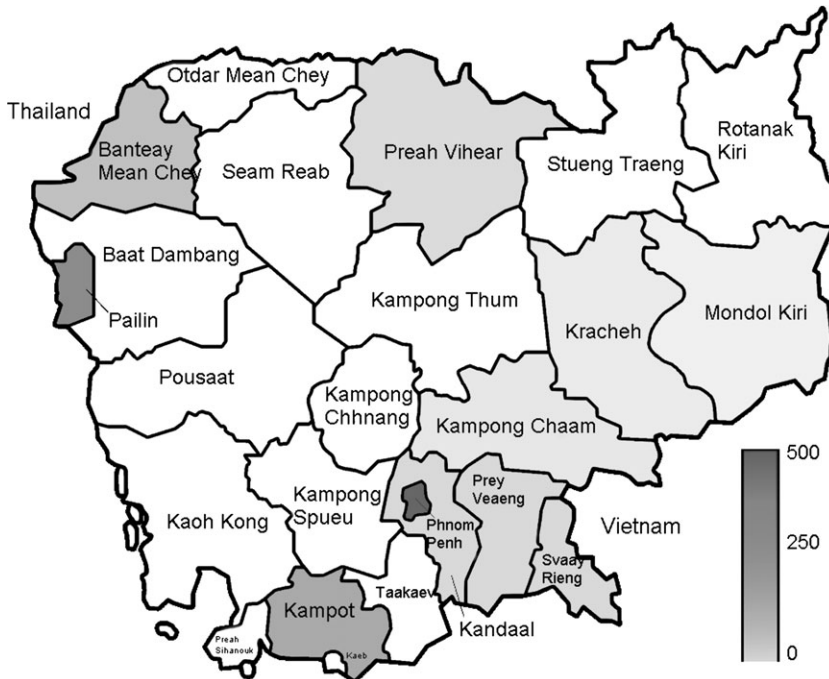 Otdar Mean Chey
Thailand
Banteay
Mean Chey
Seam Reab
Preah Vihear
Stueng Traeng
Rotanak
Kiri
Baat Dambang
Pailin
Kampong Thum
Kracheh
Mondol Kiri
Pousaat
Kampong
Chhnang
Kampong Chaam
Kaoh Kong
Kampong
Spueu
Phnom
Penh
Prey
Veaeng
Svaay
Rieng
Vietnam
Kampot
Taakaev
Kandaal
Preah
Sihanouk
Kaeb
500
250
0